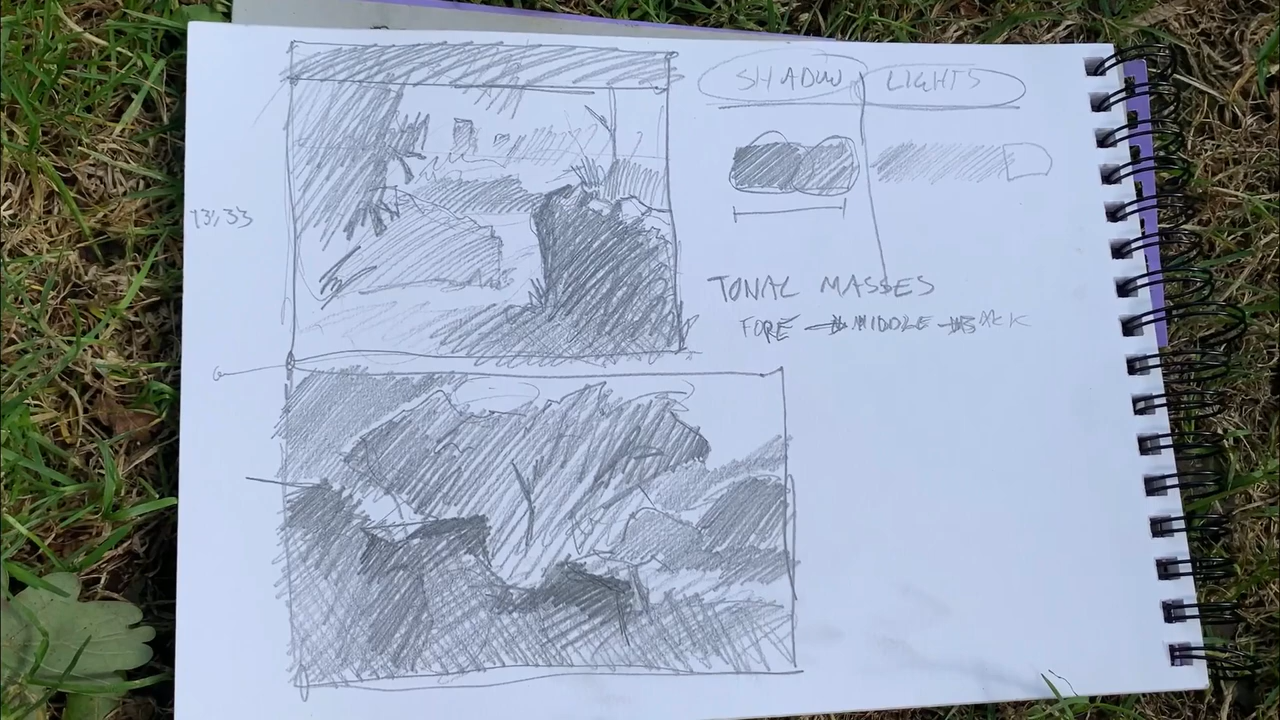 SHADOW LIGHTS
TONAL MASSES
FORE → MIDDLE → BACK